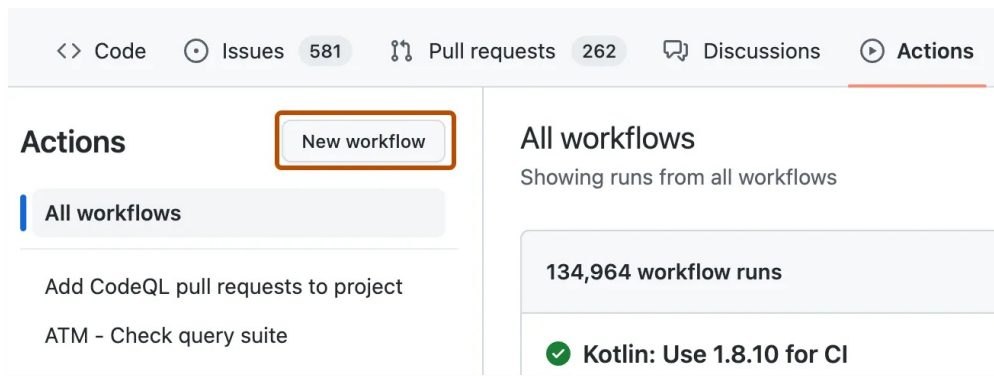 Code Issues 581 Pull requests 262 Discussions Actions
Actions
New workflow
All workflows
Add CodeQL pull requests to project
ATM - Check query suite
All workflows
Showing runs from all workflows
134,964 workflow runs
Kotlin: Use 1.8.10 for CI